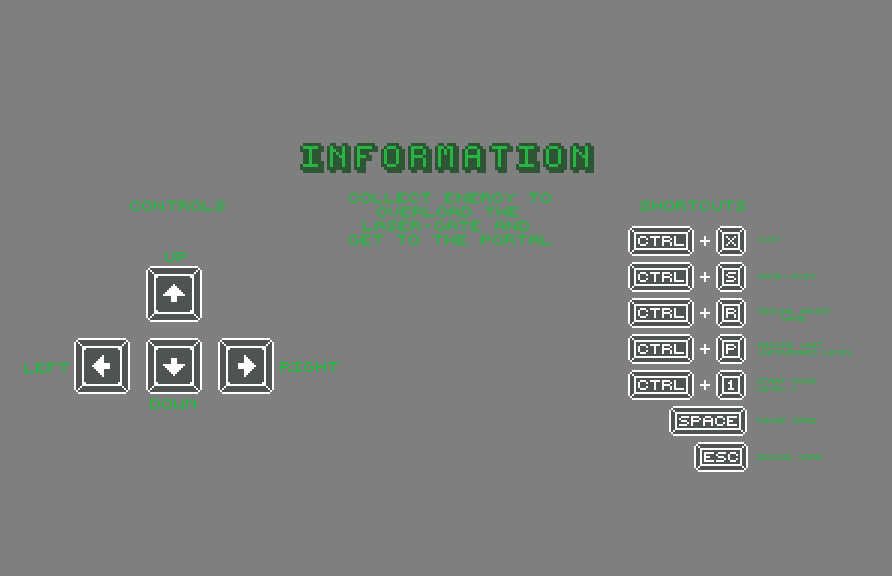 INFORMATION
COLLECT ENERGY TO
OVERLOAD THE
LASER-GATE AND
GET TO THE PORTAL
CONTROLS
UP
LEFT
RIGHT
DOWN
SHORTCUTS
CTRL + X
CTRL + S
CTRL + R
CTRL + P
CTRL + 1
SPACE
ESC